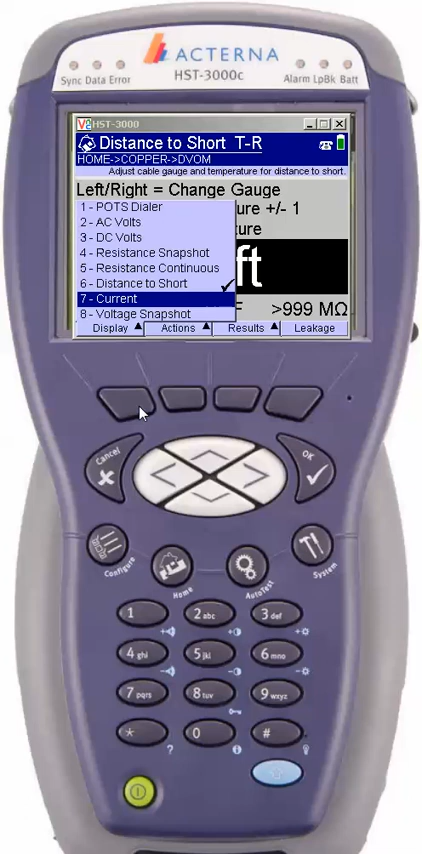 ACTERNA
HST-3000c
Sync Data Error
Alarm LpBk Batt
HST-3000
Distance to Short T-R
HOME->COPPER->DVOM
Adjust cable gauge and temperature for distance to short.
Left/Right = Change Gauge
ure +/- 1
ure
ft
F >999 MΩ
1 - POTS Dialer
2 - AC Volts
3 - DC Volts
4 - Resistance Snapshot
5 - Resistance Continuous
6 - Distance to Short
7 - Current
8 - Voltage Snapshot
Display Actions Results Leakage
Cancel
OK
Configure
Home
AutoTest
System
1 2 abc 3 def
4 ghi 5 jkl 6 mno
7 pqrs 8 tuv 9 wxyz
* 0 #
?